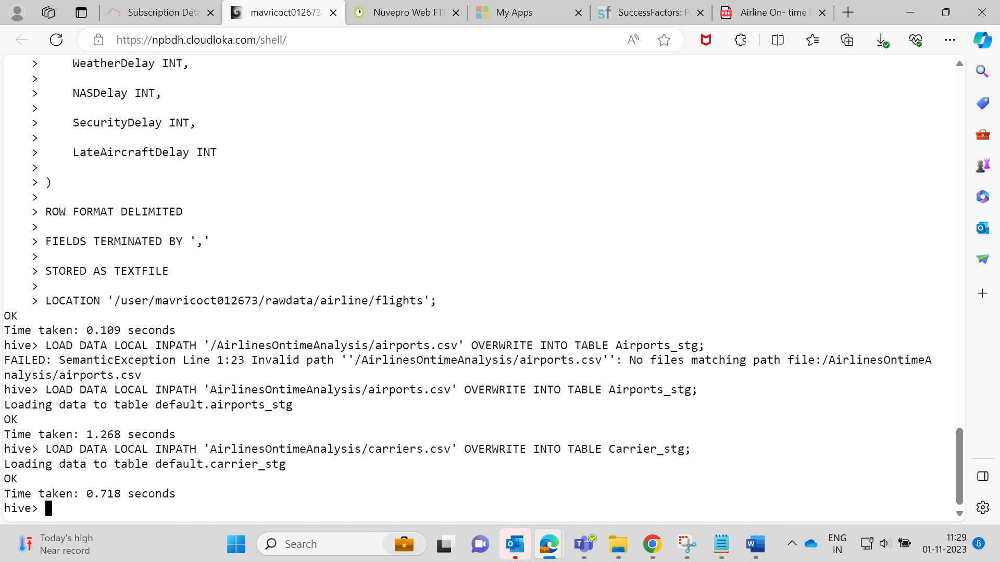 Subscription Deta
mavricoct012673
Nuvepro Web FTP
My Apps
SuccessFactors: P
Airline On- time D
https://npbdh.cloudloka.com/shell/
> WeatherDelay INT,
>
> NASDelay INT,
>
> SecurityDelay INT,
>
> LateAircraftDelay INT
>
> )
>
> ROW FORMAT DELIMITED
>
> FIELDS TERMINATED BY ','
>
> STORED AS TEXTFILE
>
> LOCATION '/user/mavricoct012673/rawdata/airline/flights';
OK
Time taken: 0.109 seconds
hive> LOAD DATA LOCAL INPATH '/AirlinesOntimeAnalysis/airports.csv' OVERWRITE INTO TABLE Airports_stg;
FAILED: SemanticException Line 1:23 Invalid path ''/AirlinesOntimeAnalysis/airports.csv'': No files matching path file:/AirlinesOntimeA
nalysis/airports.csv
hive> LOAD DATA LOCAL INPATH 'AirlinesOntimeAnalysis/airports.csv' OVERWRITE INTO TABLE Airports_stg;
Loading data to table default.airports_stg
OK
Time taken: 1.268 seconds
hive> LOAD DATA LOCAL INPATH 'AirlinesOntimeAnalysis/carriers.csv' OVERWRITE INTO TABLE Carrier_stg;
Loading data to table default.carrier_stg
OK
Time taken: 0.718 seconds
hive>
Today's high
Near record
Search
ENG
IN
11:29
01-11-2023
8